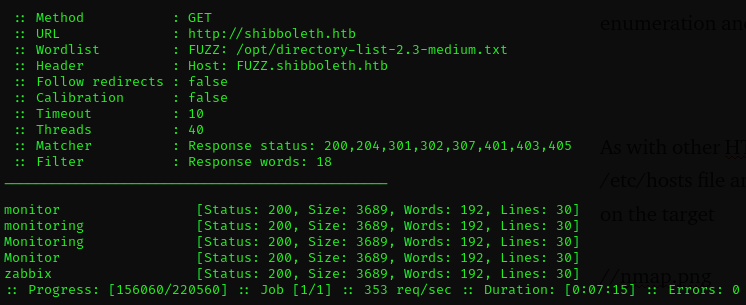 :: Method : GET
:: URL : http://shibboleth.htb
:: Wordlist : FUZZ: /opt/directory-list-2.3-medium.txt
:: Header : Host: FUZZ.shibboleth.htb
:: Follow redirects : false
:: Calibration : false
:: Timeout : 10
:: Threads : 40
:: Matcher : Response status: 200,204,301,302,307,401,403,405
:: Filter : Response words: 18
monitor [Status: 200, Size: 3689, Words: 192, Lines: 30]
monitoring [Status: 200, Size: 3689, Words: 192, Lines: 30]
Monitoring [Status: 200, Size: 3689, Words: 192, Lines: 30]
Monitor [Status: 200, Size: 3689, Words: 192, Lines: 30]
zabbix [Status: 200, Size: 3689, Words: 192, Lines: 30]
:: Progress: [156060/220560] :: Job [1/1] :: 353 req/sec :: Duration: [0:07:15] :: Errors: 0
enumeration and
As with other HT
/etc/hosts file an
on the target
//nmap.png